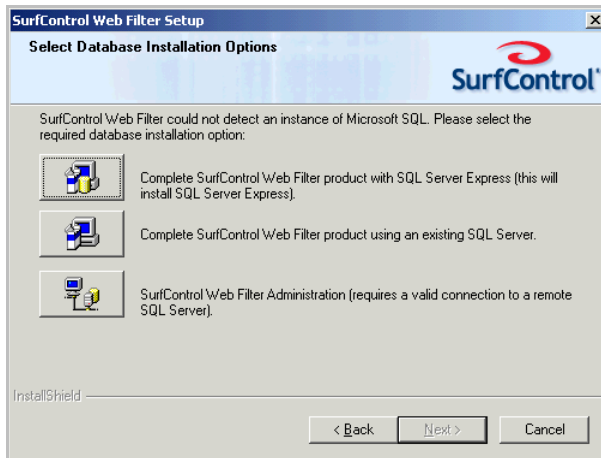 SurfControl Web Filter Setup
Select Database Installation Options
SurfControl
SurfControl Web Filter could not detect an instance of Microsoft SQL. Please select the
required database installation option:
Complete SurfControl Web Filter product with SQL Server Express (this will
install SQL Server Express).
Complete SurfControl Web Filter product using an existing SQL Server.
SurfControl Web Filter Administration (requires a valid connection to a remote
SQL Server).
InstallShield
< Back
Next >
Cancel